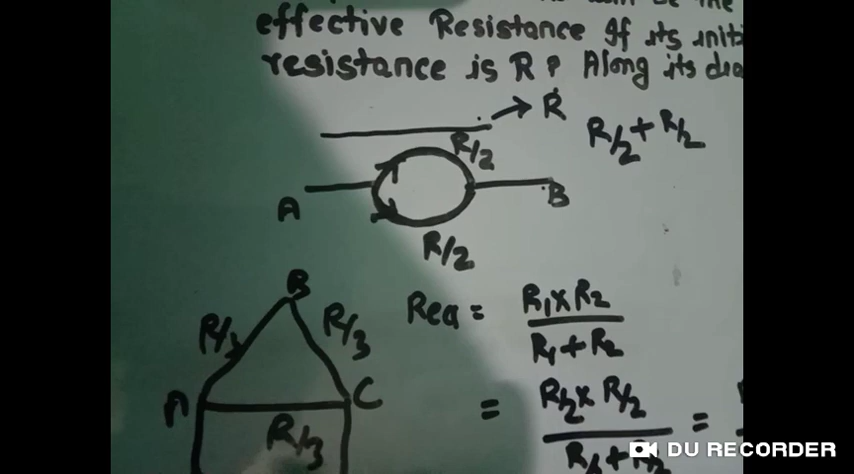 effective Resistance If its initi
resistance is R? Along its dia
R
R/2 + R/2
R/2
A
B
R/2
B
R/3
R/3
A
C
R/3
Req = R1 x R2
R1 + R2
= R/2 x R/2 =
R/2 + R/2
DU RECORDER